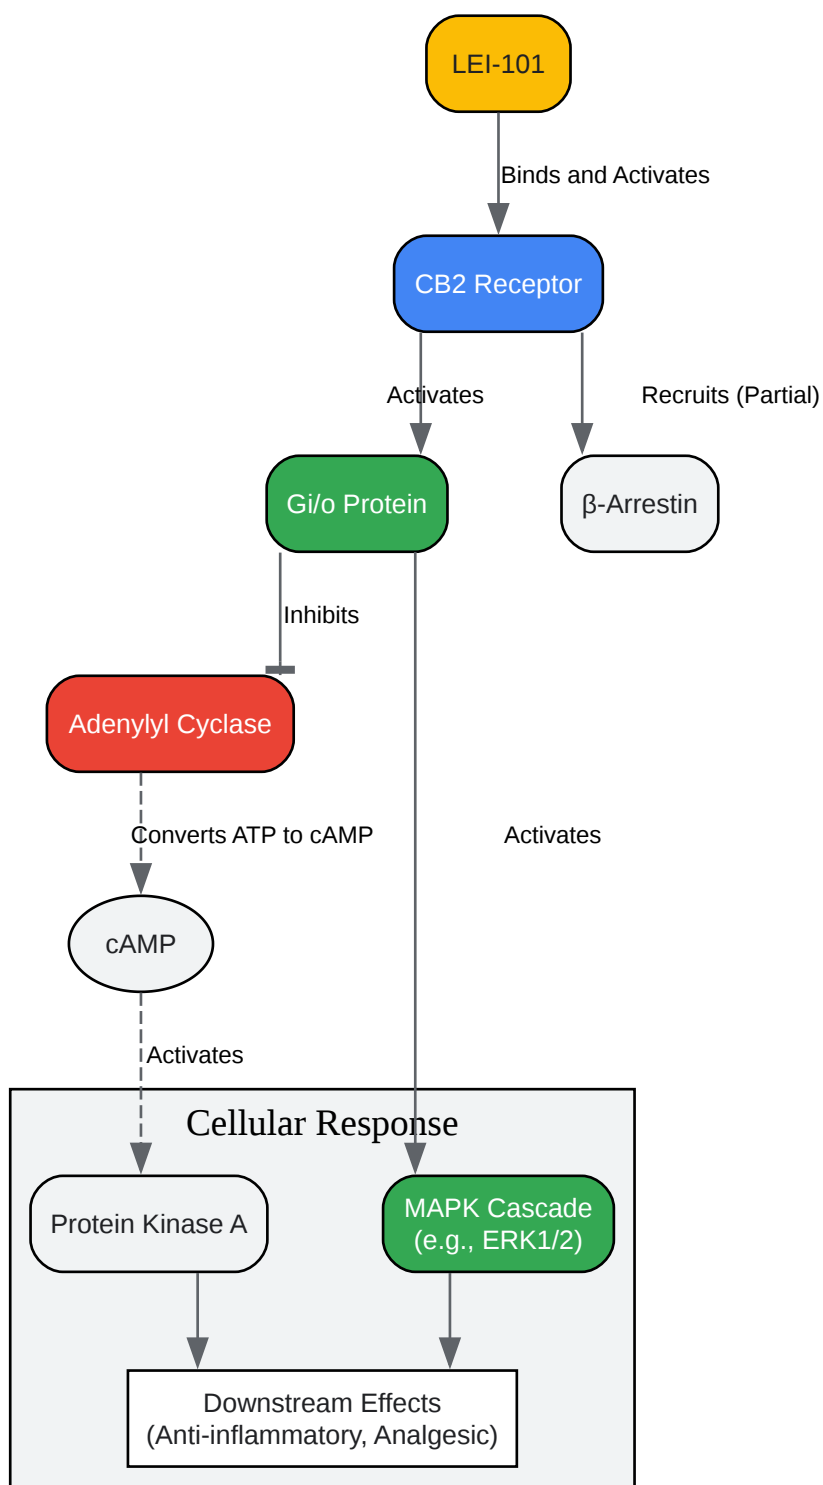 LEI-101
Binds and Activates
CB2 Receptor
Activates
Recruits (Partial)
Gi/o Protein
β-Arrestin
Inhibits
Adenylyl Cyclase
Converts ATP to cAMP
Activates
cAMP
Activates
Cellular Response
Protein Kinase A
MAPK Cascade
(e.g., ERK1/2)
Downstream Effects
(Anti-inflammatory, Analgesic)